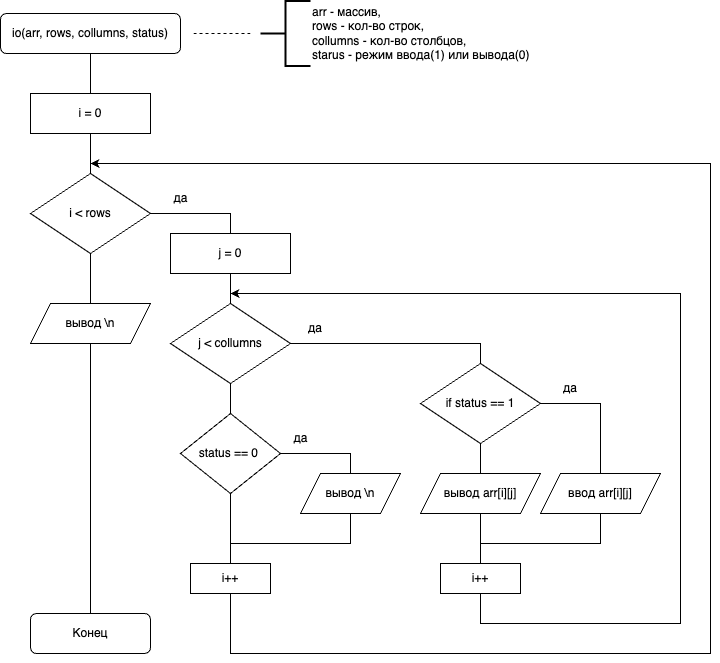 io(arr, rows, collumns, status)
arr - массив,
rows - кол-во строк,
collumns - кол-во столбцов,
starus - режим ввода(1) или вывода(0)
i = 0
i < rows
да
j = 0
вывод \n
j < collumns
да
if status == 1
да
status == 0
да
вывод \n
вывод arr[i][j]
ввод arr[i][j]
i++
i++
Конец